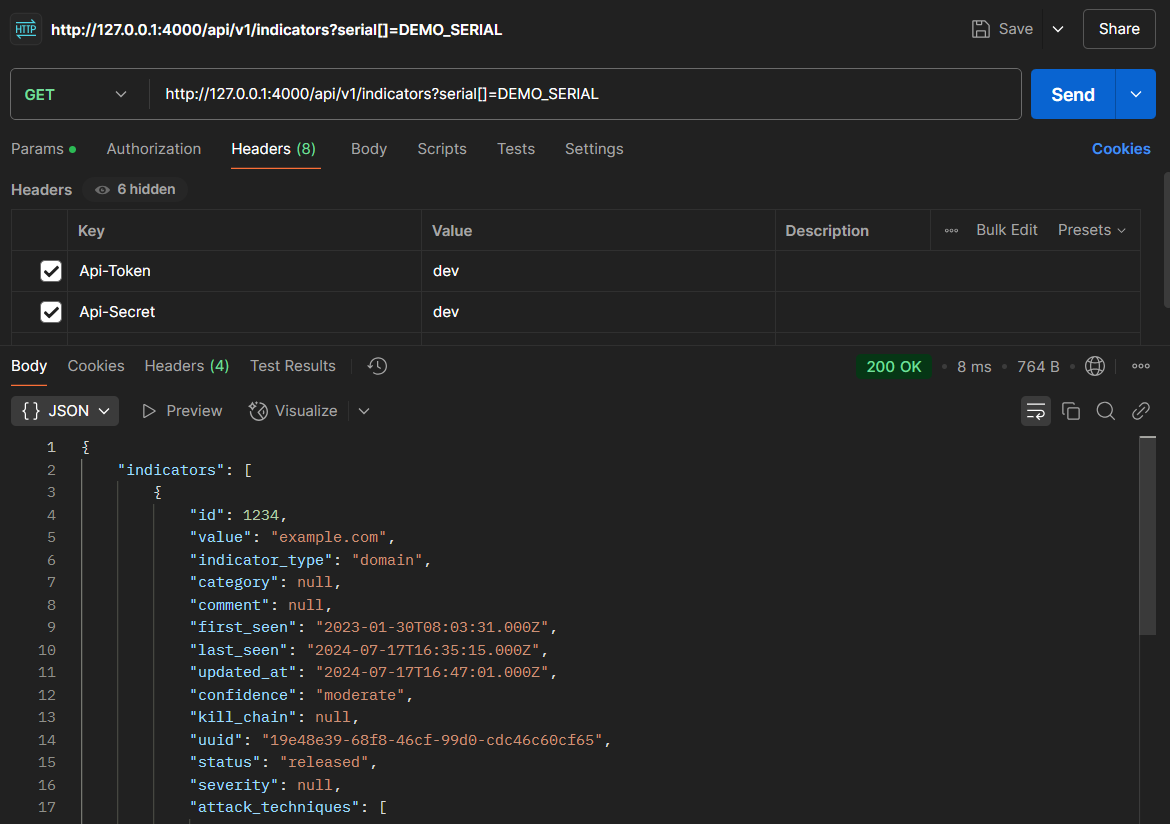 HTTP http://127.0.0.1:4000/api/v1/indicators?serial[]=DEMO_SERIAL Save Share
GET http://127.0.0.1:4000/api/v1/indicators?serial[]=DEMO_SERIAL Send
Params Authorization Headers (8) Body Scripts Tests Settings Cookies
Headers 6 hidden
Key Value Description Bulk Edit Presets
Api-Token dev
Api-Secret dev
Body Cookies Headers (4) Test Results 200 OK 8 ms 764 B
{} JSON Preview Visualize
1 {
2 "indicators": [
3 {
4 "id": 1234,
5 "value": "example.com",
6 "indicator_type": "domain",
7 "category": null,
8 "comment": null,
9 "first_seen": "2023-01-30T08:03:31.000Z",
10 "last_seen": "2024-07-17T16:35:15.000Z",
11 "updated_at": "2024-07-17T16:47:01.000Z",
12 "confidence": "moderate",
13 "kill_chain": null,
14 "uuid": "19e48e39-68f8-46cf-99d0-cdc46c60cf65",
15 "status": "released",
16 "severity": null,
17 "attack_techniques": [